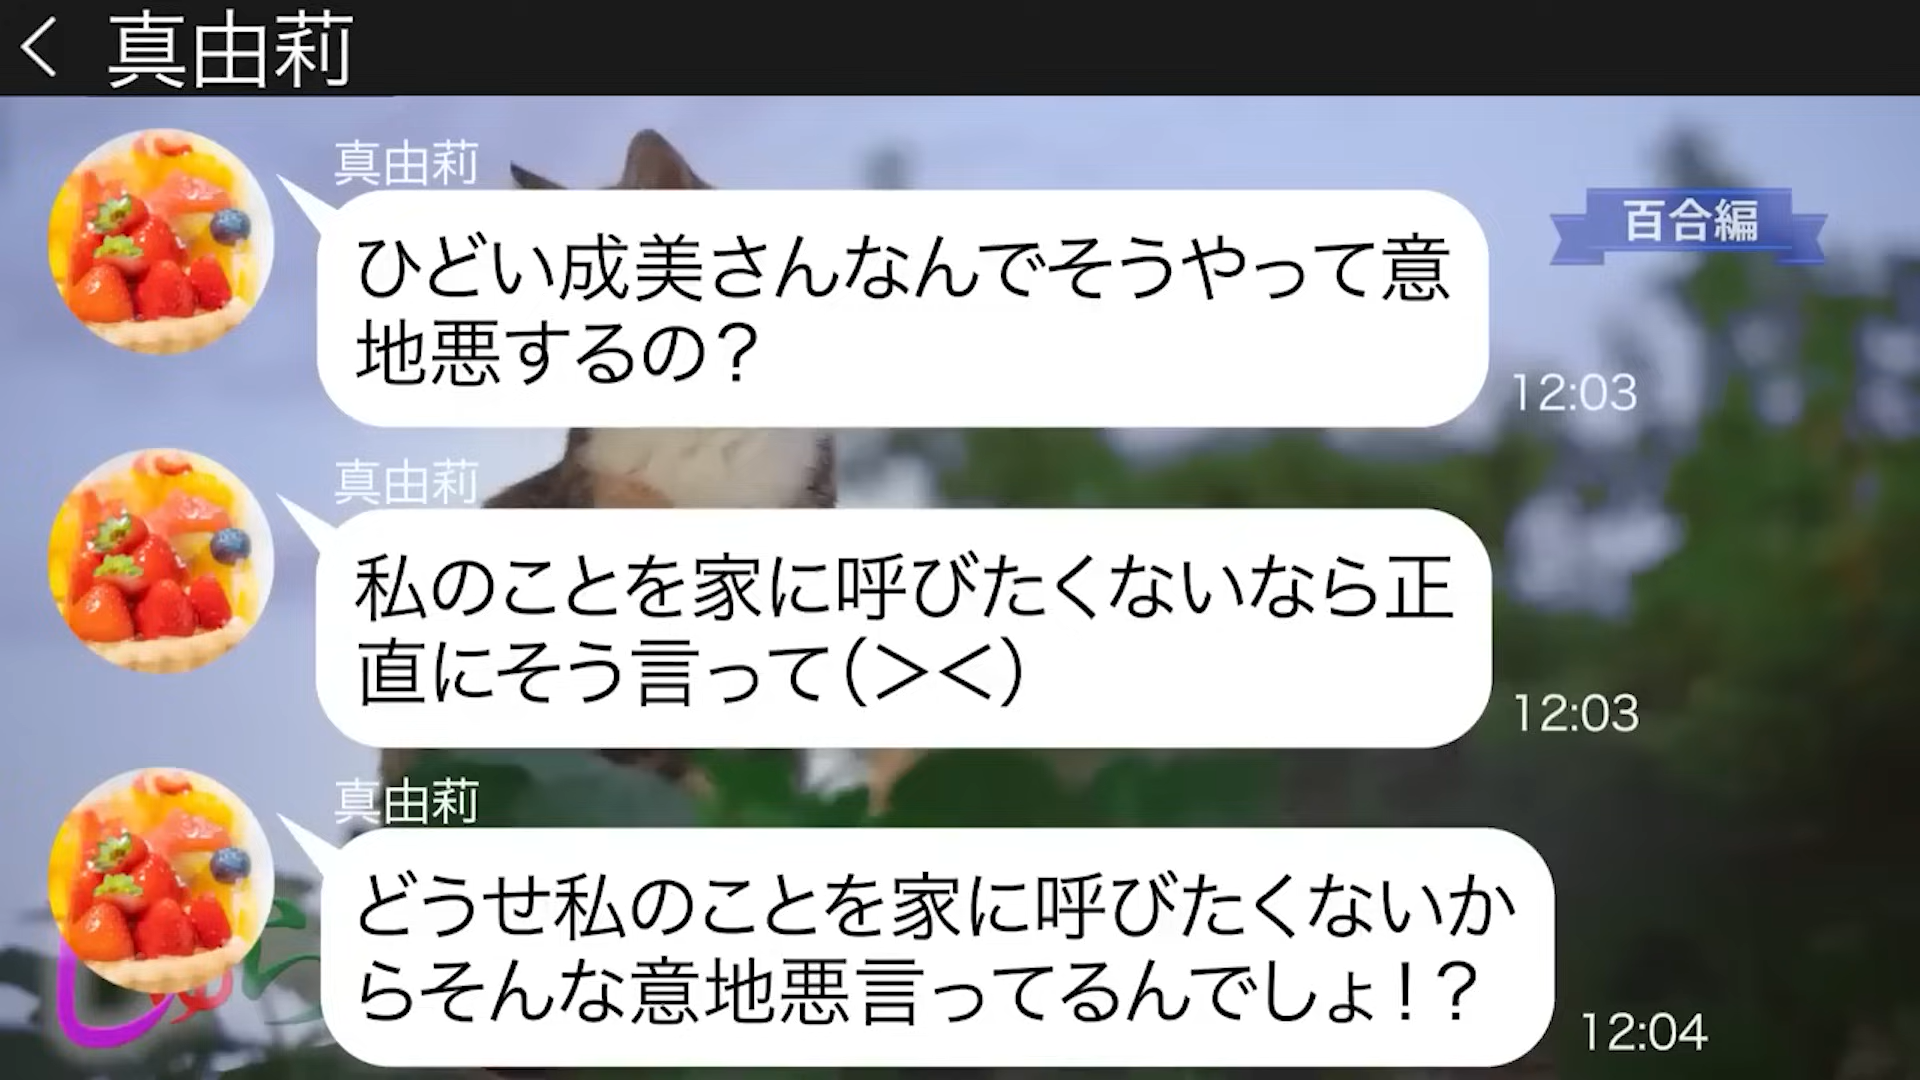 真由莉
真由莉
ひどい成美さんなんでそうやって意
地悪するの？
12:03
百合編
真由莉
私のことを家に呼びたくないなら正
直にそう言って(＞＜)
12:03
真由莉
どうせ私のことを家に呼びたくないか
らそんな意地悪言ってるんでしょ！？
12:04